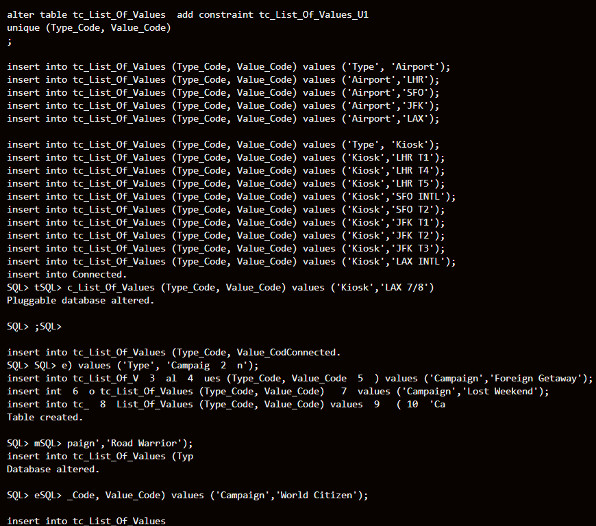 alter table tc_List_Of_Values  add constraint tc_List_Of_Values_U1
unique (Type_Code, Value_Code)
;
insert into tc_List_Of_Values (Type_Code, Value_Code) values ('Type', 'Airport');
insert into tc_List_Of_Values (Type_Code, Value_Code) values ('Airport','LHR');
insert into tc_List_Of_Values (Type_Code, Value_Code) values ('Airport','SFO');
insert into tc_List_Of_Values (Type_Code, Value_Code) values ('Airport','JFK');
insert into tc_List_Of_Values (Type_Code, Value_Code) values ('Airport','LAX');
insert into tc_List_Of_Values (Type_Code, Value_Code) values ('Type', 'Kiosk');
insert into tc_List_Of_Values (Type_Code, Value_Code) values ('Kiosk','LHR T1');
insert into tc_List_Of_Values (Type_Code, Value_Code) values ('Kiosk','LHR T4');
insert into tc_List_Of_Values (Type_Code, Value_Code) values ('Kiosk','LHR T5');
insert into tc_List_Of_Values (Type_Code, Value_Code) values ('Kiosk','SFO INTL');
insert into tc_List_Of_Values (Type_Code, Value_Code) values ('Kiosk','SFO T2');
insert into tc_List_Of_Values (Type_Code, Value_Code) values ('Kiosk','JFK T1');
insert into tc_List_Of_Values (Type_Code, Value_Code) values ('Kiosk','JFK T2');
insert into tc_List_Of_Values (Type_Code, Value_Code) values ('Kiosk','JFK T3');
insert into tc_List_Of_Values (Type_Code, Value_Code) values ('Kiosk','LAX INTL');
insert into Connected.
SQL> tSQL> c_List_Of_Values (Type_Code, Value_Code) values ('Kiosk','LAX 7/8')
Pluggable database altered.
SQL> ;SQL>
insert into tc_List_Of_Values (Type_Code, Value_CodConnected.
SQL> SQL> e) values ('Type', 'Campaig  2  n');
insert into tc_List_Of_V  3  al  4  ues (Type_Code, Value_Code  5  ) values ('Campaign','Foreign Getaway');
insert int  6  o tc_List_Of_Values (Type_Code, Value_Code)   7  values ('Campaign','Lost Weekend');
insert into tc_  8  List_Of_Values (Type_Code, Value_Code) values  9   ( 10  'Ca
Table created.
SQL> mSQL> paign','Road Warrior');
insert into tc_List_Of_Values (Typ
Database altered.
SQL> eSQL> _Code, Value_Code) values ('Campaign','World Citizen');
insert into tc_List_Of_Values